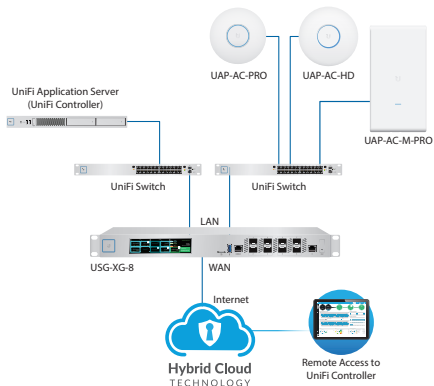 UAP-AC-PRO
UAP-AC-HD
UniFi Application Server
(UniFi Controller)
UAP-AC-M-PRO
UniFi Switch
UniFi Switch
LAN
USG-XG-8
WAN
Internet
Hybrid Cloud
TECHNOLOGY
Remote Access to
UniFi Controller